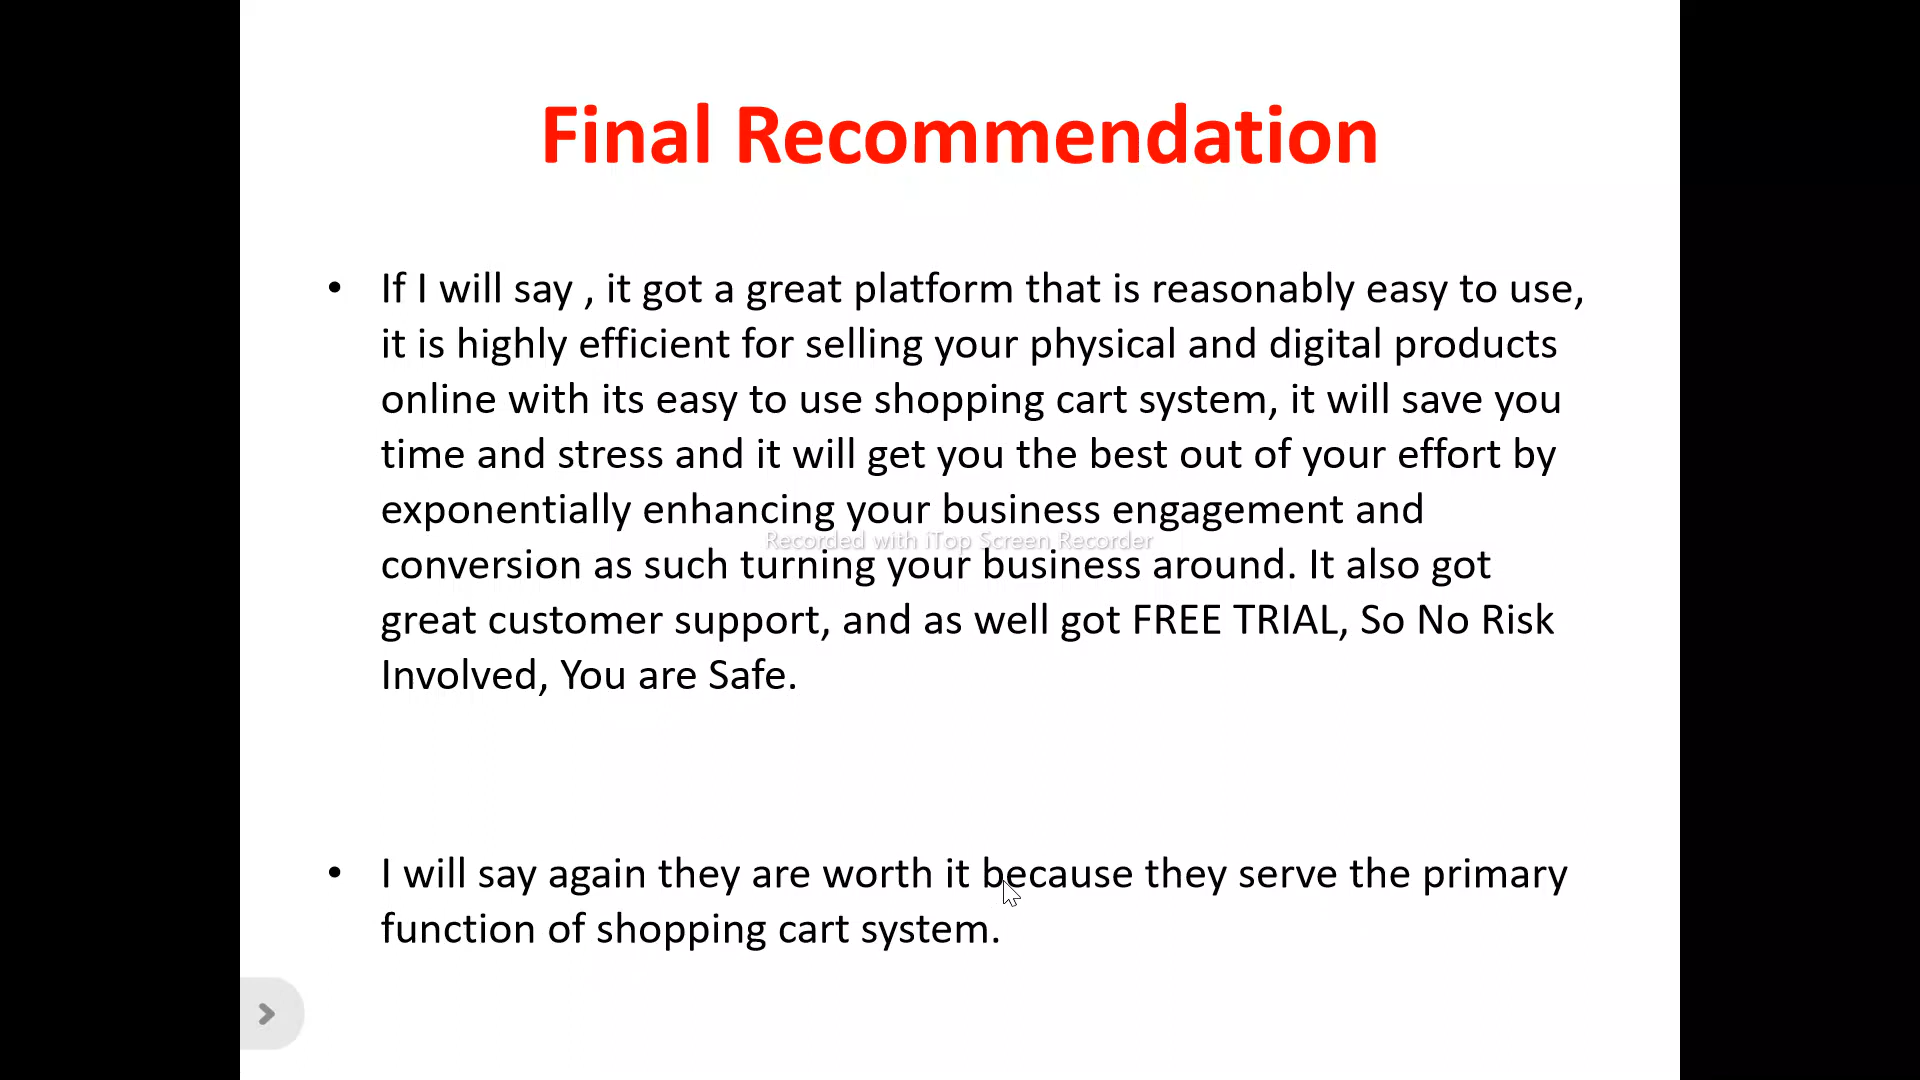 Final Recommendation
• If I will say , it got a great platform that is reasonably easy to use,
it is highly efficient for selling your physical and digital products
online with its easy to use shopping cart system, it will save you
time and stress and it will get you the best out of your effort by
exponentially enhancing your business engagement and
Recorded with iTop Screen Recorder
conversion as such turning your business around. It also got
great customer support, and as well got FREE TRIAL, So No Risk
Involved, You are Safe.
• I will say again they are worth it because they serve the primary
function of shopping cart system.